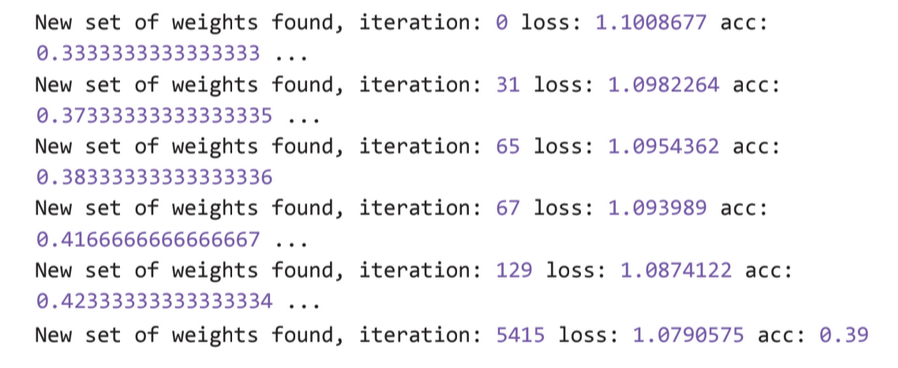 New set of weights found, iteration: 0 loss: 1.1008677 acc:
0.3333333333333333 ...
New set of weights found, iteration: 31 loss: 1.0982264 acc:
0.37333333333333335 ...
New set of weights found, iteration: 65 loss: 1.0954362 acc:
0.38333333333333336
New set of weights found, iteration: 67 loss: 1.093989 acc:
0.4166666666666667 ...
New set of weights found, iteration: 129 loss: 1.0874122 acc:
0.42333333333333334 ...
New set of weights found, iteration: 5415 loss: 1.0790575 acc: 0.39